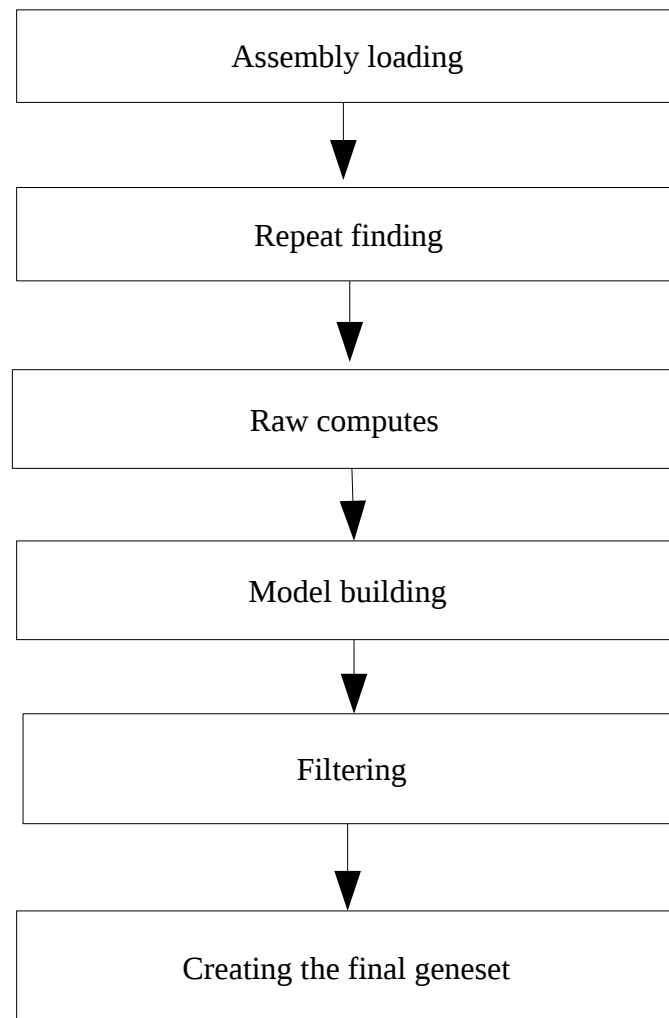 Assembly loading
Repeat finding
Raw computes
Model building
Filtering
Creating the final geneset